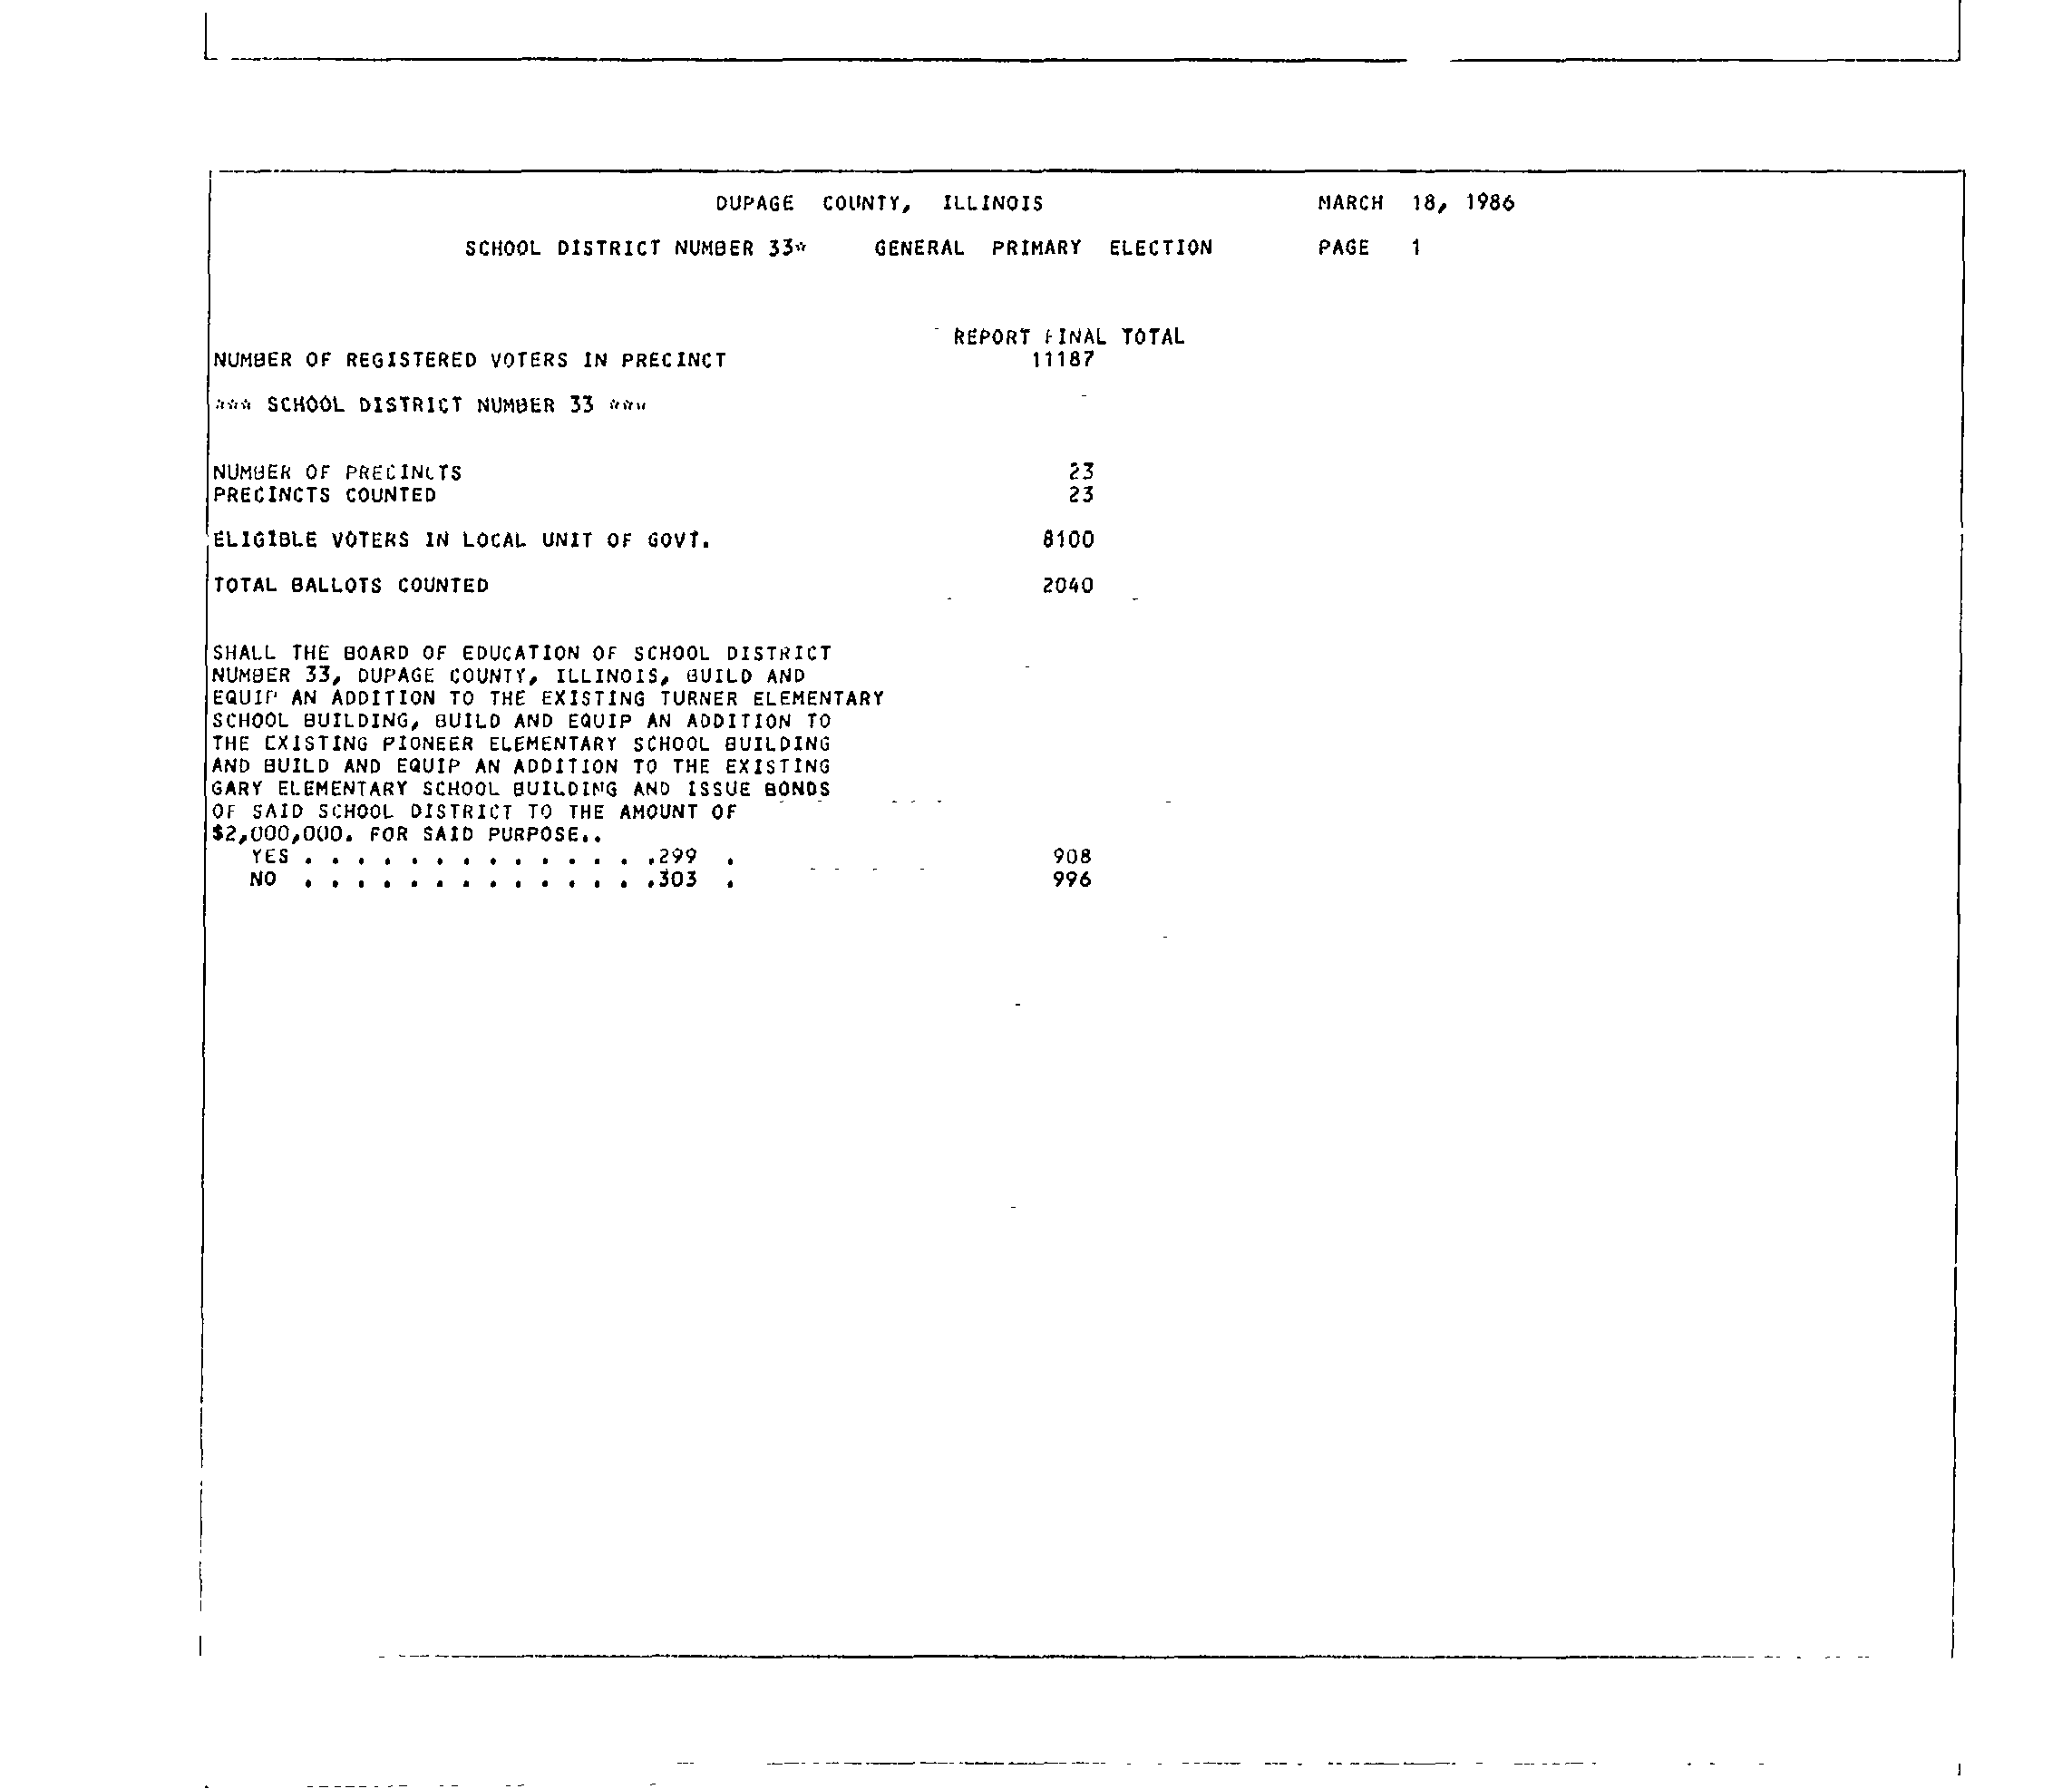 DUPAGE COUNTY, ILLINOIS MARCH 18, 1986
SCHOOL DISTRICT NUMBER 33* GENERAL PRIMARY ELECTION PAGE 1
REPORT FINAL TOTAL
NUMBER OF REGISTERED VOTERS IN PRECINCT 11187
*** SCHOOL DISTRICT NUMBER 33 ***
NUMBER OF PRECINCTS 23
PRECINCTS COUNTED 23
ELIGIBLE VOTERS IN LOCAL UNIT OF GOVT. 8100
TOTAL BALLOTS COUNTED 2040
SHALL THE BOARD OF EDUCATION OF SCHOOL DISTRICT
NUMBER 33, DUPAGE COUNTY, ILLINOIS, BUILD AND
EQUIP AN ADDITION TO THE EXISTING TURNER ELEMENTARY
SCHOOL BUILDING, BUILD AND EQUIP AN ADDITION TO
THE EXISTING PIONEER ELEMENTARY SCHOOL BUILDING
AND BUILD AND EQUIP AN ADDITION TO THE EXISTING
GARY ELEMENTARY SCHOOL BUILDING AND ISSUE BONDS
OF SAID SCHOOL DISTRICT TO THE AMOUNT OF
$2,000,000. FOR SAID PURPOSE..
YES . . . . . . . . . . . . . .299 . 908
NO . . . . . . . . . . . . . .303 . 996